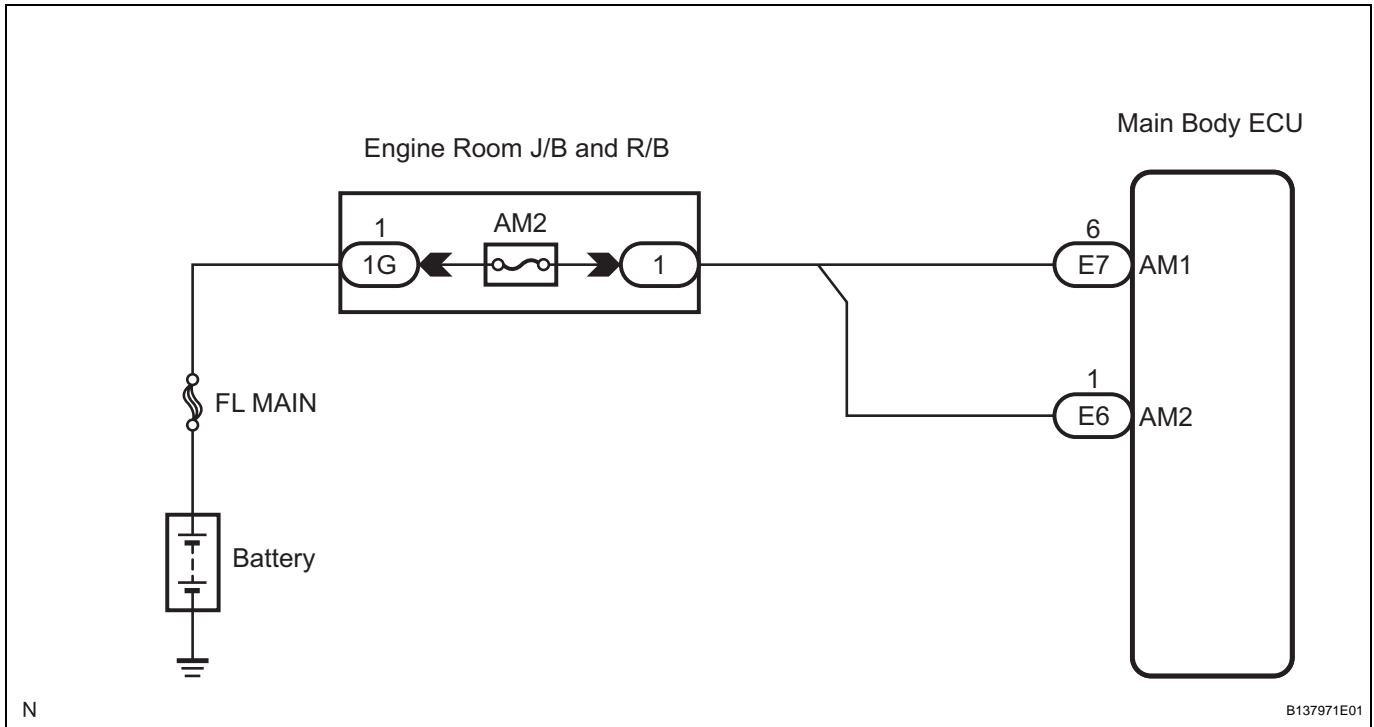 Main Body ECU
Engine Room J/B and R/B
1
AM2
6
1G
1
E7
AM1
1
FL MAIN
E6
AM2
Battery
N
B137971E01